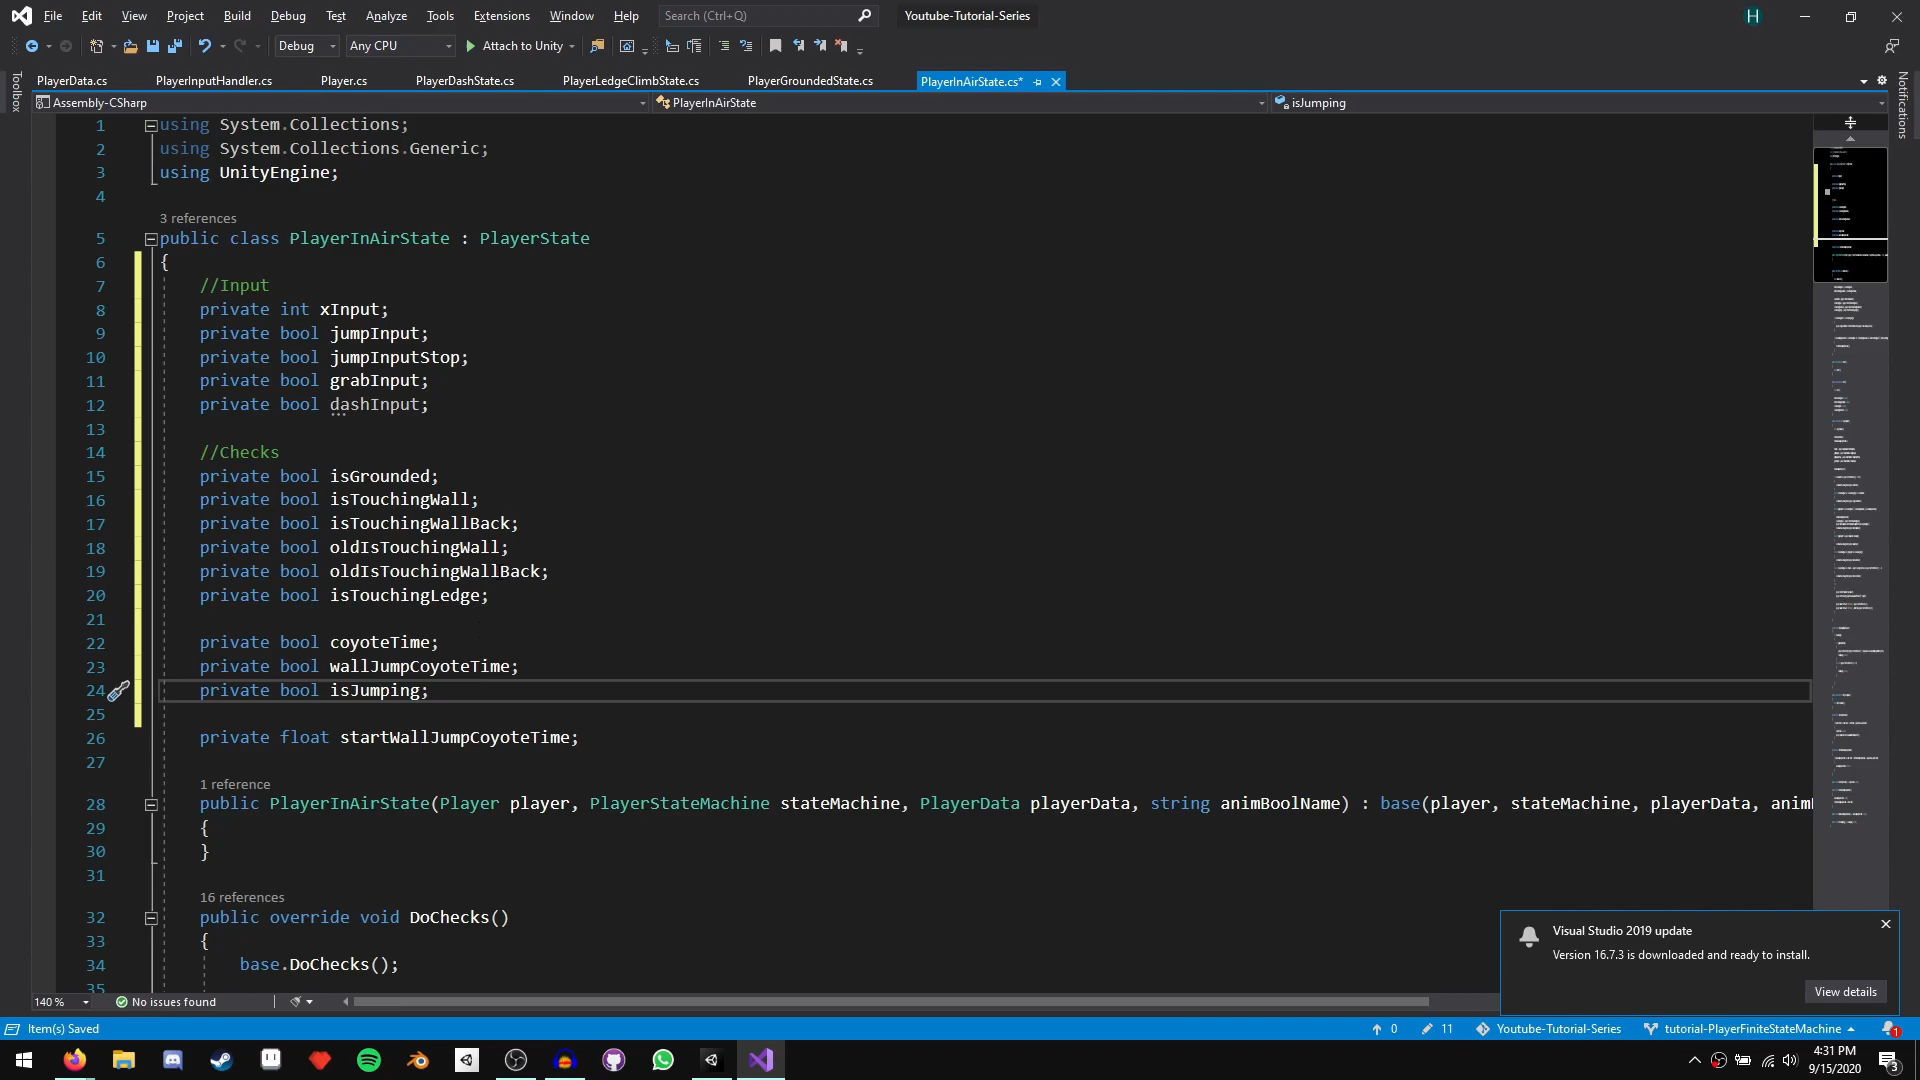 File Edit View Project Build Debug Test Analyze Tools Extensions Window Help Search (Ctrl+Q) Youtube-Tutorial-Series H
Debug Any CPU Attach to Unity
PlayerData.cs PlayerInputHandler.cs Player.cs PlayerDashState.cs PlayerLedgeClimbState.cs PlayerGroundedState.cs PlayerInAirState.cs*
Toolbox
Notifications
Assembly-CSharp PlayerInAirState isJumping
1 using System.Collections;
2 using System.Collections.Generic;
3 using UnityEngine;
4
3 references
5 public class PlayerInAirState : PlayerState
6 {
7 //Input
8 private int xInput;
9 private bool jumpInput;
10 private bool jumpInputStop;
11 private bool grabInput;
12 private bool dashInput;
13
14 //Checks
15 private bool isGrounded;
16 private bool isTouchingWall;
17 private bool isTouchingWallBack;
18 private bool oldIsTouchingWall;
19 private bool oldIsTouchingWallBack;
20 private bool isTouchingLedge;
21
22 private bool coyoteTime;
23 private bool wallJumpCoyoteTime;
24 private bool isJumping;
25
26 private float startWallJumpCoyoteTime;
27
1 reference
28 public PlayerInAirState(Player player, PlayerStateMachine stateMachine, PlayerData playerData, string animBoolName) : base(player, stateMachine, playerData, anim
29 {
30 }
31
16 references
32 public override void DoChecks()
33 {
34 base.DoChecks();
35
Visual Studio 2019 update
Version 16.7.3 is downloaded and ready to install.
View details
140 % No issues found
Item(s) Saved 0 11 Youtube-Tutorial-Series tutorial-PlayerFiniteStateMachine 1
4:31 PM
9/15/2020
3